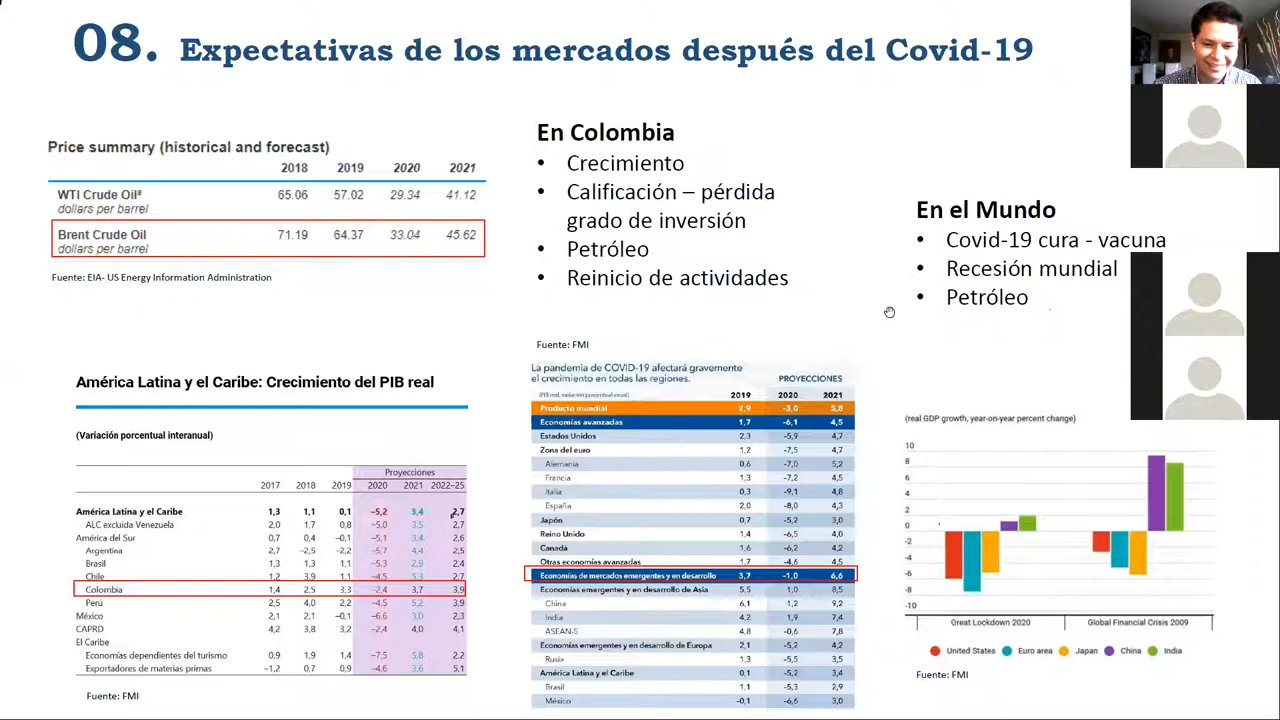 08. Expectativas de los mercados después del Covid-19
Price summary (historical and forecast)
2018 2019 2020 2021
WTI Crude Oilª 65.06 57.02 29.34 41.12
dollars per barrel
Brent Crude Oil 71.19 64.37 33.04 45.62
dollars per barrel
Fuente: EIA- US Energy Information Administration
En Colombia
• Crecimiento
• Calificación – pérdida
grado de inversión
• Petróleo
• Reinicio de actividades
En el Mundo
• Covid-19 cura - vacuna
• Recesión mundial
• Petróleo
América Latina y el Caribe: Crecimiento del PIB real
(Variación porcentual interanual)
Proyecciones
2017 2018 2019 2020 2021 2022–25
América Latina y el Caribe 1,3 1,1 0,1 –5,2 3,4 2,7
ALC excluida Venezuela 2,0 1,7 0,8 –5,0 3,5 2,7
América del Sur 0,7 0,4 –0,1 –5,1 3,4 2,6
Argentina 2,7 –2,5 –2,2 –5,7 4,4 2,5
Brasil 1,3 1,3 1,1 –5,3 2,9 2,4
Chile 1,2 3,9 1,1 –4,5 5,3 2,7
Colombia 1,4 2,5 3,3 –2,4 3,7 3,9
Perú 2,5 4,0 2,2 –4,5 5,2 3,9
México 2,1 2,1 –0,1 –6,6 3,0 2,3
CAPRD 4,2 3,8 3,2 –2,4 4,0 4,1
El Caribe
Economías dependientes del turismo 0,9 1,9 1,4 –7,5 5,8 2,2
Exportadores de materias primas –1,2 0,7 0,9 –4,6 3,6 5,1
Fuente: FMI
Fuente: FMI
La pandemia de COVID-19 afectará gravemente
el crecimiento en todas las regiones.
PROYECCIONES
(PIB real, variación porcentual anual) 2019 2020 2021
Producto mundial 2,9 -3,0 5,8
Economías avanzadas 1,7 -6,1 4,5
Estados Unidos 2,3 -5,9 4,7
Zona del euro 1,2 -7,5 4,7
Alemania 0,6 -7,0 5,2
Francia 1,3 -7,2 4,5
Italia 0,3 -9,1 4,8
España 2,0 -8,0 4,3
Japón 0,7 -5,2 3,0
Reino Unido 1,4 -6,5 4,0
Canadá 1,6 -6,2 4,2
Otras economías avanzadas 1,7 -4,6 4,5
Economías de mercados emergentes y en desarrollo 3,7 -1,0 6,6
Economías emergentes y en desarrollo de Asia 5,5 1,0 8,5
China 6,1 1,2 9,2
India 4,2 1,9 7,4
ASEAN-5 4,8 -0,6 7,8
Economías emergentes y en desarrollo de Europa 2,1 -5,2 4,2
Rusia 1,3 -5,5 3,5
América Latina y el Caribe 0,1 -5,2 3,4
Brasil 1,1 -5,3 2,9
México -0,1 -6,6 3,0
(real GDP growth, year-on-year percent change)
10
8
6
4
2
0
-2
-4
-6
-8
-10
Great Lockdown 2020 Global Financial Crisis 2009
United States Euro area Japan China India
Fuente: FMI